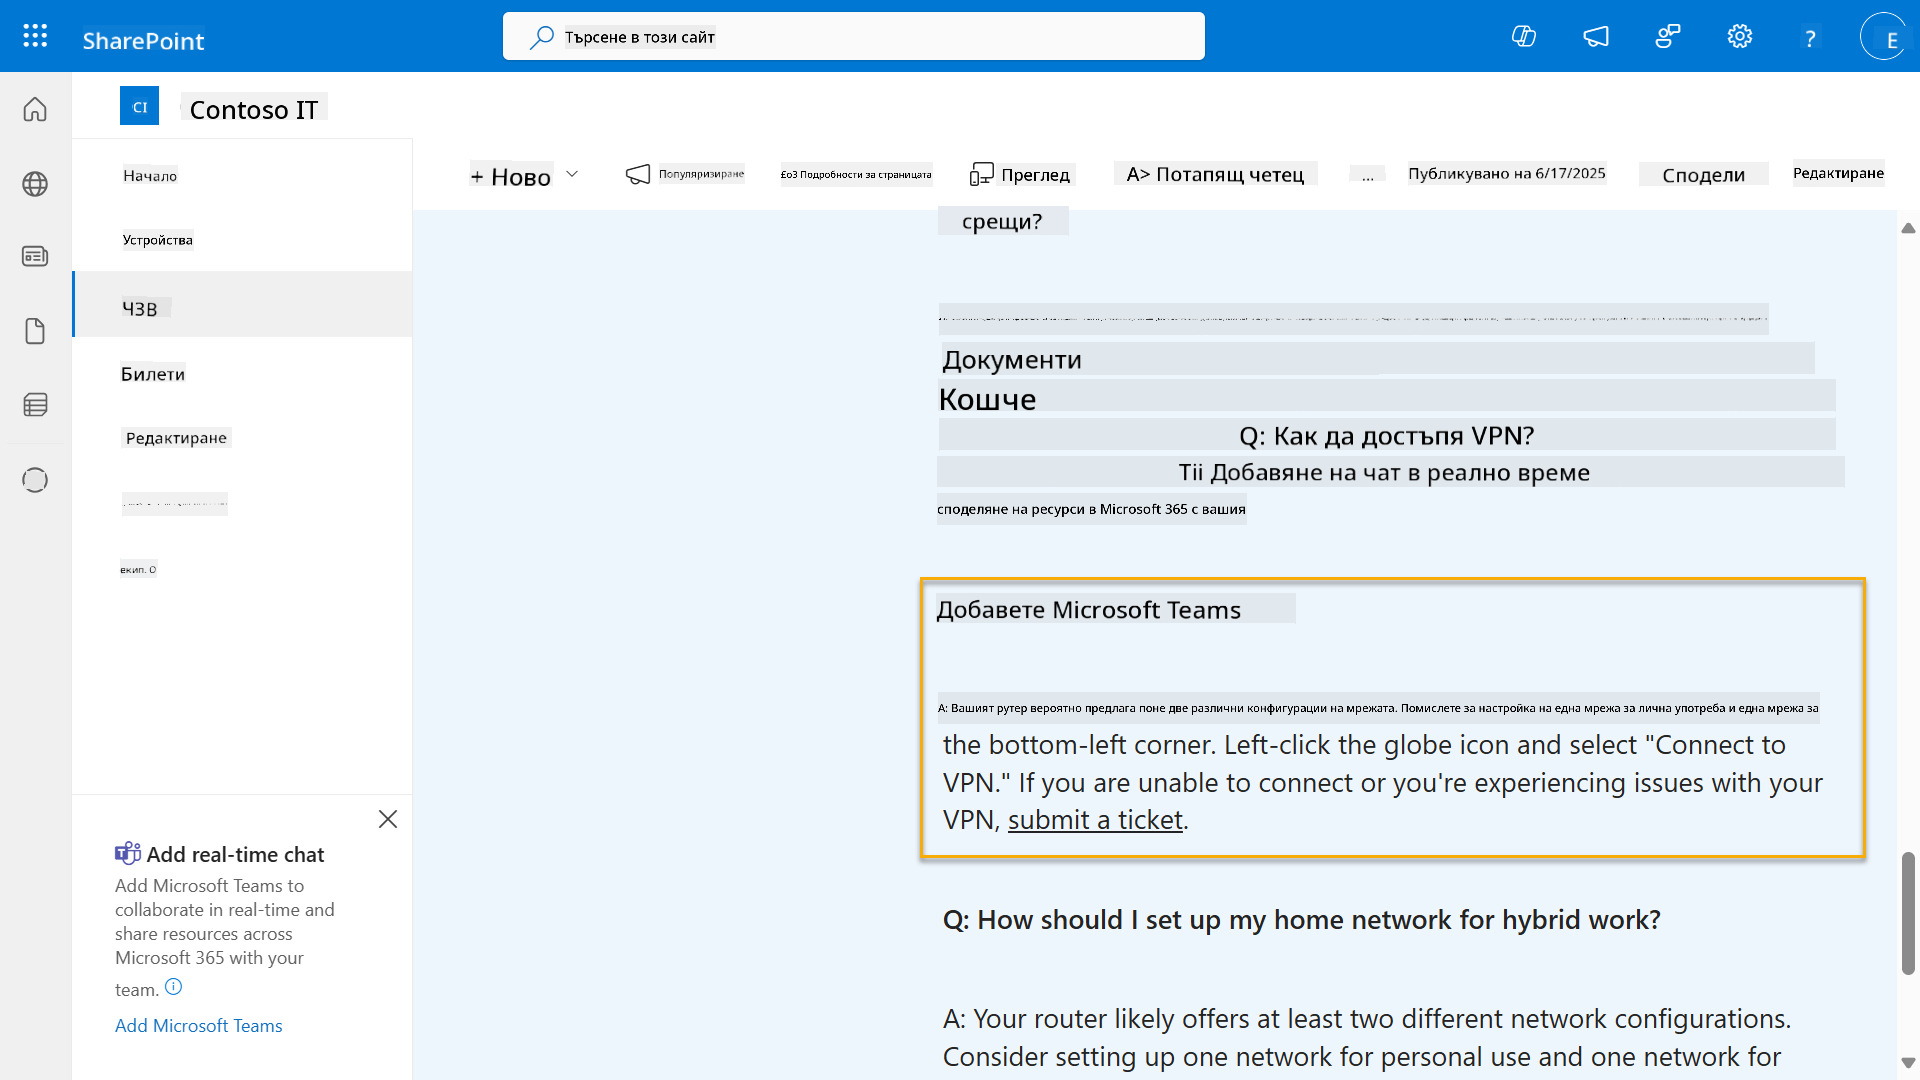 SharePoint
Търсене в този сайт
?
E
CI
Contoso IT
Начало
Устройства
ЧЗВ
Билети
Редактиране
екип. O
+ Ново
Популяризиране
£o3 Подробности за страницата
Преглед
A> Потапящ четец
...
Публикувано на 6/17/2025
Сподели
Редактиране
срещи?
Документи
Кошче
Q: Как да достъпя VPN?
Tii Добавяне на чат в реално време
споделяне на ресурси в Microsoft 365 с вашия
Добавете Microsoft Teams
A: Вашият рутер вероятно предлага поне две различни конфигурации на мрежата. Помислете за настройка на една мрежа за лична употреба и една мрежа за
the bottom-left corner. Left-click the globe icon and select "Connect to
VPN." If you are unable to connect or you're experiencing issues with your
VPN, submit a ticket.
Q: How should I set up my home network for hybrid work?
A: Your router likely offers at least two different network configurations.
Consider setting up one network for personal use and one network for
Add real-time chat
Add Microsoft Teams to
collaborate in real-time and
share resources across
Microsoft 365 with your
team.
Add Microsoft Teams